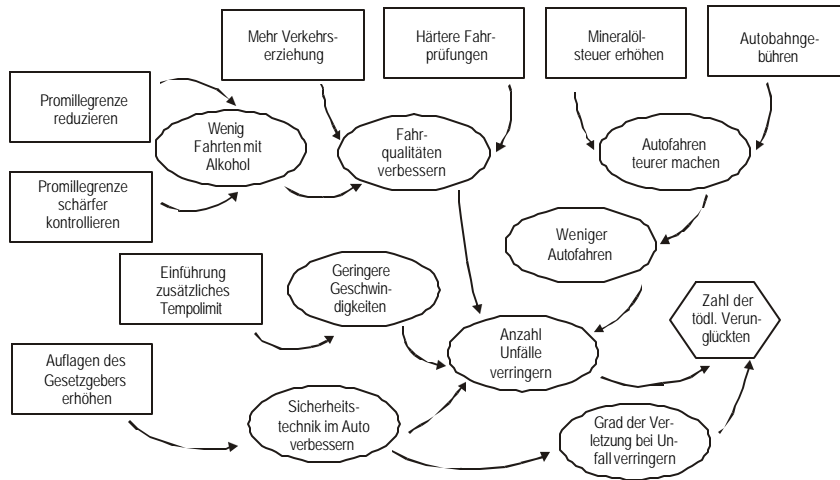 Mehr Verkehrs-
erziehung
Härtere Fahr-
prüfungen
Mineralöl-
steuer erhöhen
Autobahnge-
bühren
Promillegrenze
reduzieren
Wenig
Fahrten mit
Alkohol
Fahr-
qualitäten
verbessern
Autofahren
teurer machen
Promillegrenze
schärfer
kontrollieren
Weniger
Autofahren
Einführung
zusätzliches
Tempolimit
Geringere
Geschwin-
digkeiten
Zahl der
tödl. Verun-
glückten
Anzahl
Unfälle
verringern
Auflagen des
Gesetzgebers
erhöhen
Sicherheits-
technik im Auto
verbessern
Grad der Ver-
letzung bei Un-
fall verringern